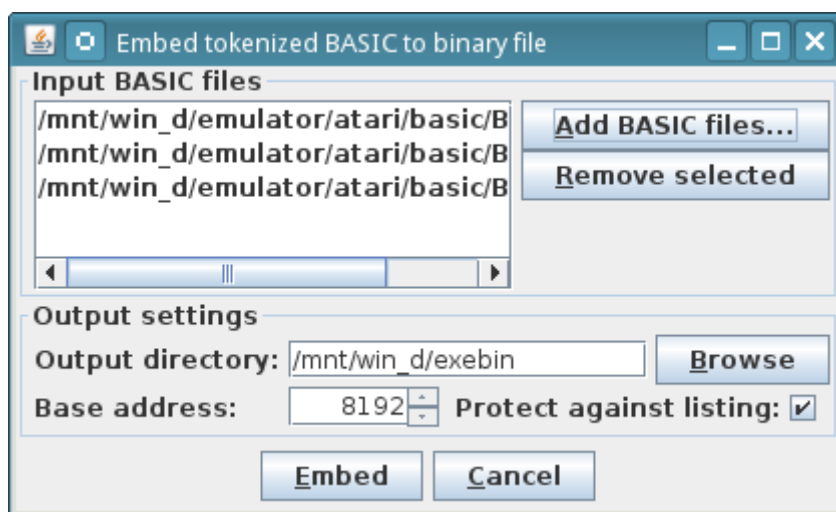 Embed tokenized BASIC to binary file
Input BASIC files
/mnt/win_d/emulator/atari/basic/B
/mnt/win_d/emulator/atari/basic/B
/mnt/win_d/emulator/atari/basic/B
Add BASIC files...
Remove selected
Output settings
Output directory: /mnt/win_d/exebin Browse
Base address: 8192 Protect against listing:
Embed Cancel